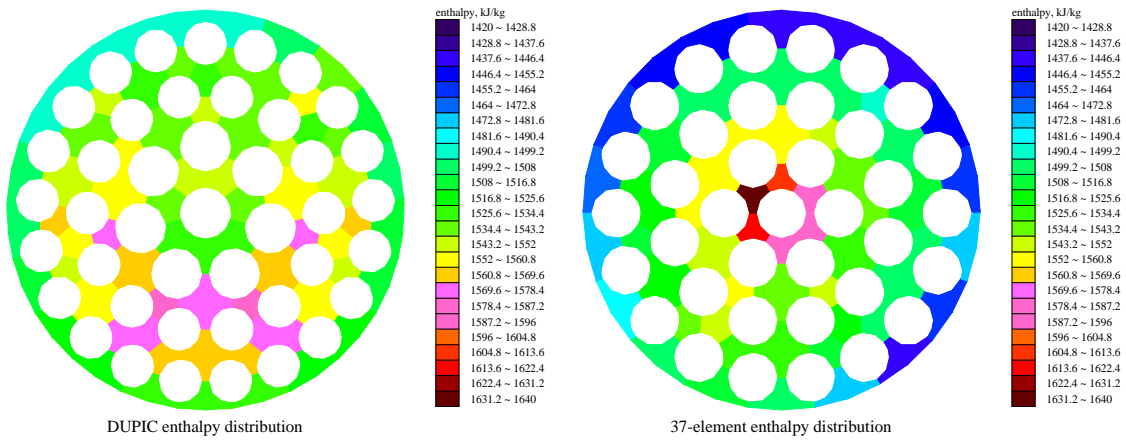 enthalpy, kJ/kg
1420 ~ 1428.8
1428.8 ~ 1437.6
1437.6 ~ 1446.4
1446.4 ~ 1455.2
1455.2 ~ 1464
1464 ~ 1472.8
1472.8 ~ 1481.6
1481.6 ~ 1490.4
1490.4 ~ 1499.2
1499.2 ~ 1508
1508 ~ 1516.8
1516.8 ~ 1525.6
1525.6 ~ 1534.4
1534.4 ~ 1543.2
1543.2 ~ 1552
1552 ~ 1560.8
1560.8 ~ 1569.6
1569.6 ~ 1578.4
1578.4 ~ 1587.2
1587.2 ~ 1596
1596 ~ 1604.8
1604.8 ~ 1613.6
1613.6 ~ 1622.4
1622.4 ~ 1631.2
1631.2 ~ 1640
DUPIC enthalpy distribution
enthalpy, kJ/kg
1420 ~ 1428.8
1428.8 ~ 1437.6
1437.6 ~ 1446.4
1446.4 ~ 1455.2
1455.2 ~ 1464
1464 ~ 1472.8
1472.8 ~ 1481.6
1481.6 ~ 1490.4
1490.4 ~ 1499.2
1499.2 ~ 1508
1508 ~ 1516.8
1516.8 ~ 1525.6
1525.6 ~ 1534.4
1534.4 ~ 1543.2
1543.2 ~ 1552
1552 ~ 1560.8
1560.8 ~ 1569.6
1569.6 ~ 1578.4
1578.4 ~ 1587.2
1587.2 ~ 1596
1596 ~ 1604.8
1604.8 ~ 1613.6
1613.6 ~ 1622.4
1622.4 ~ 1631.2
1631.2 ~ 1640
37-element enthalpy distribution